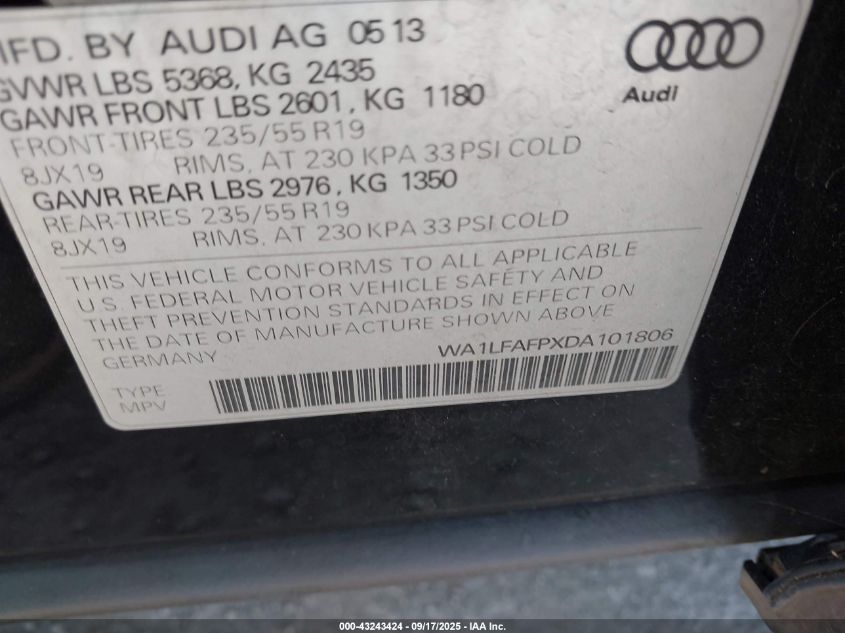 MFD. BY AUDI AG 05 13
GVWR LBS 5368, KG 2435
GAWR FRONT LBS 2601, KG 1180
FRONT-TIRES 235/55 R19
8JX19 RIMS, AT 230 KPA 33 PSI COLD
GAWR REAR LBS 2976, KG 1350
REAR-TIRES 235/55 R19
8JX19 RIMS, AT 230 KPA 33 PSI COLD
THIS VEHICLE CONFORMS TO ALL APPLICABLE
U.S. FEDERAL MOTOR VEHICLE SAFETY AND
THEFT PREVENTION STANDARDS IN EFFECT ON
THE DATE OF MANUFACTURE SHOWN ABOVE
GERMANY WA1LFAFPXDA101806
TYPE
MPV
Audi
000-43243424 - 09/17/2025 - IAA Inc.